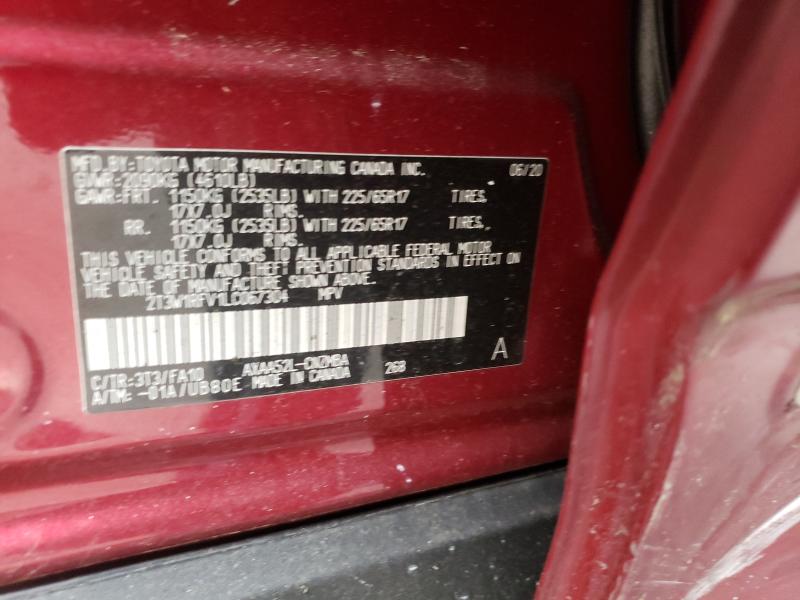 MFD.BY:TOYOTA MOTOR MANUFACTURING CANADA INC. 06/20
GVWR:2090KG (4610LB)
GAWR:FRT. 1150KG (2535LB) WITH 225/65R17 TIRES,
17X7.0J RIMS.
RR. 1150KG (2535LB) WITH 225/65R17 TIRES,
17X7.0J RIMS.
THIS VEHICLE CONFORMS TO ALL APPLICABLE FEDERAL MOTOR
VEHICLE SAFETY AND THEFT PREVENTION STANDARDS IN EFFECT ON
THE DATE OF MANUFACTURE SHOWN ABOVE.
2T3W1RFV1LC067304 MPV
C/TR:3T3/FA10 AXAA52L-CNZMBA 26B A
A/TM: -01A/UB80E MADE IN CANADA